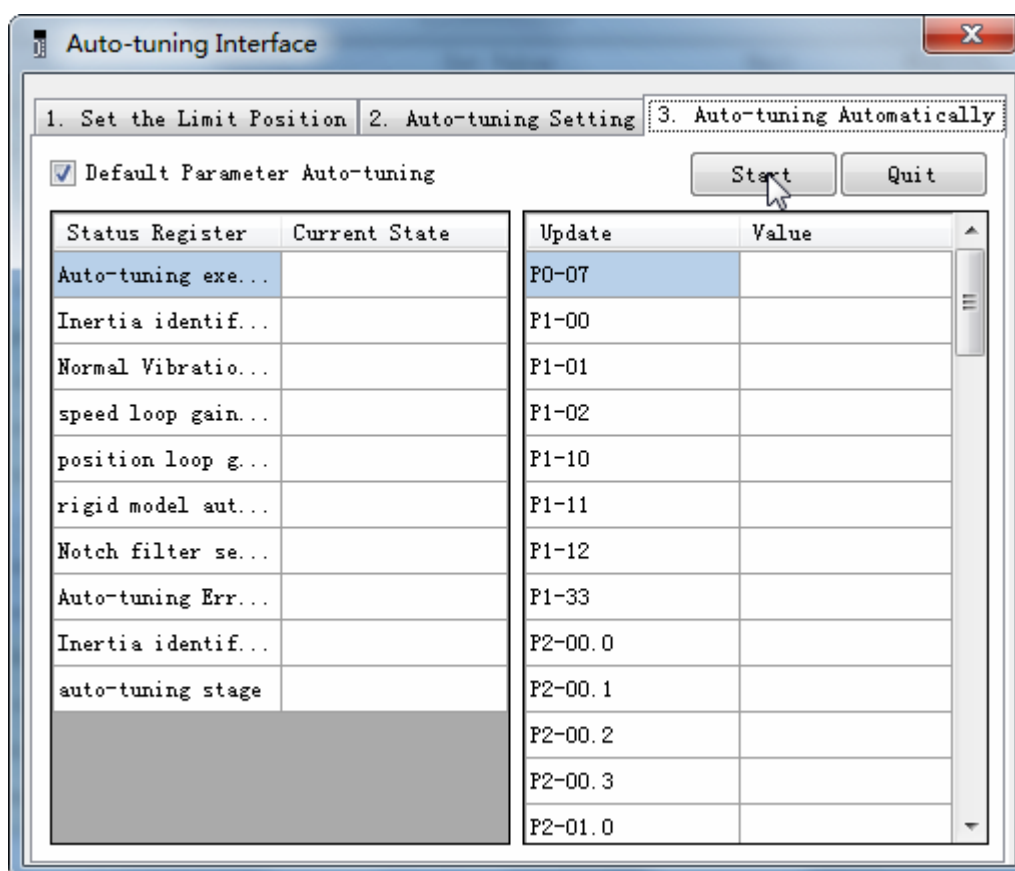 Auto-tuning Interface
1. Set the Limit Position 2. Auto-tuning Setting 3. Auto-tuning Automatically
Default Parameter Auto-tuning Start Quit
Status Register Current State Update Value
Auto-tuning exe... P0-07
Inertia identif... P1-00
Normal Vibratio... P1-01
speed loop gain... P1-02
position loop g... P1-10
rigid model aut... P1-11
Notch filter se... P1-12
Auto-tuning Err... P1-33
Inertia identif... P2-00.0
auto-tuning stage P2-00.1
P2-00.2
P2-00.3
P2-01.0